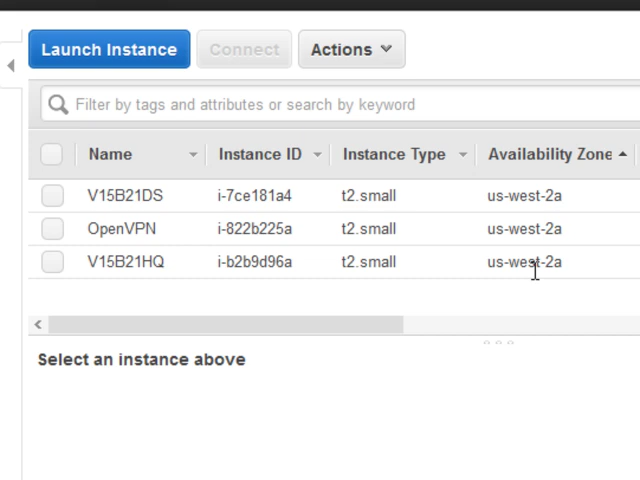 Launch Instance Connect Actions
Filter by tags and attributes or search by keyword
Name Instance ID Instance Type Availability Zone
V15B21DS i-7ce181a4 t2.small us-west-2a
OpenVPN i-822b225a t2.small us-west-2a
V15B21HQ i-b2b9d96a t2.small us-west-2a
Select an instance above